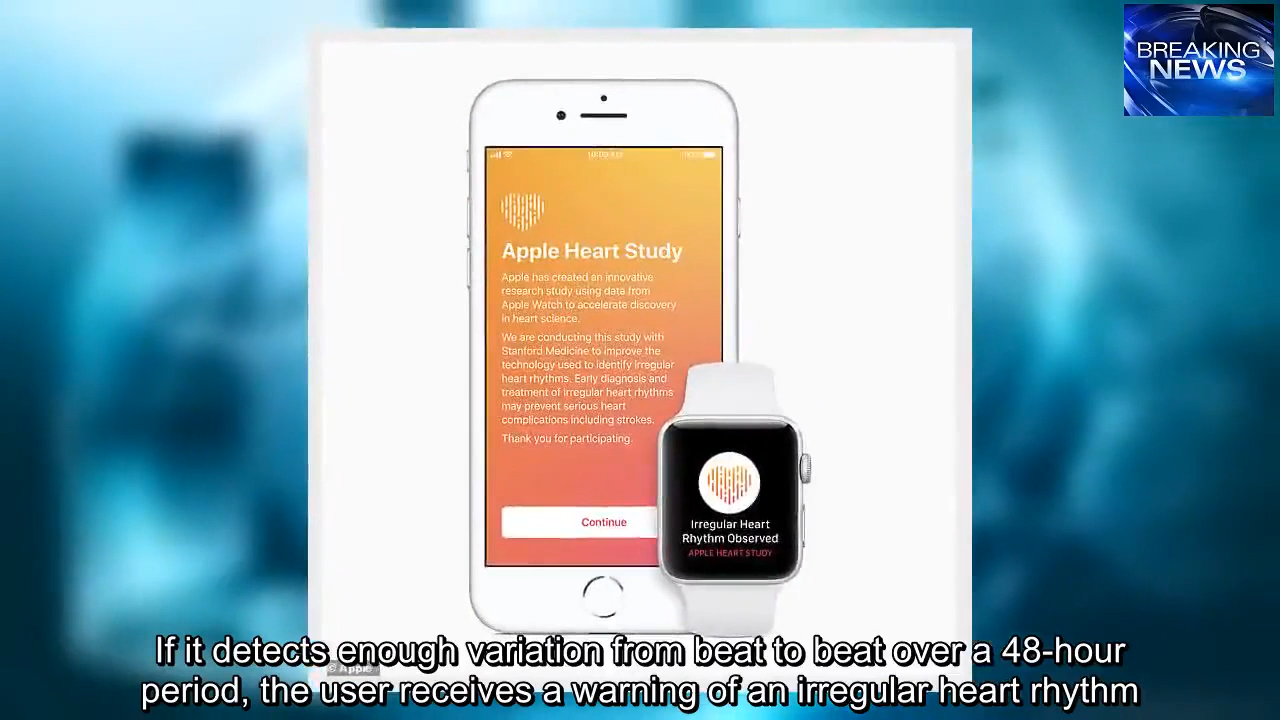 BREAKING
NEWS
Apple Heart Study
Apple has created an innovative
research study using data from
Apple Watch to accelerate discovery
in heart science.
We are conducting this study with
Stanford Medicine to improve the
technology used to identify irregular
heart rhythms. Early diagnosis and
treatment of irregular heart rhythms
may prevent serious heart
complications including strokes.
Thank you for participating.
Continue
Irregular Heart
Rhythm Observed
APPLE HEART STUDY
© Apple
If it detects enough variation from beat to beat over a 48-hour
period, the user receives a warning of an irregular heart rhythm